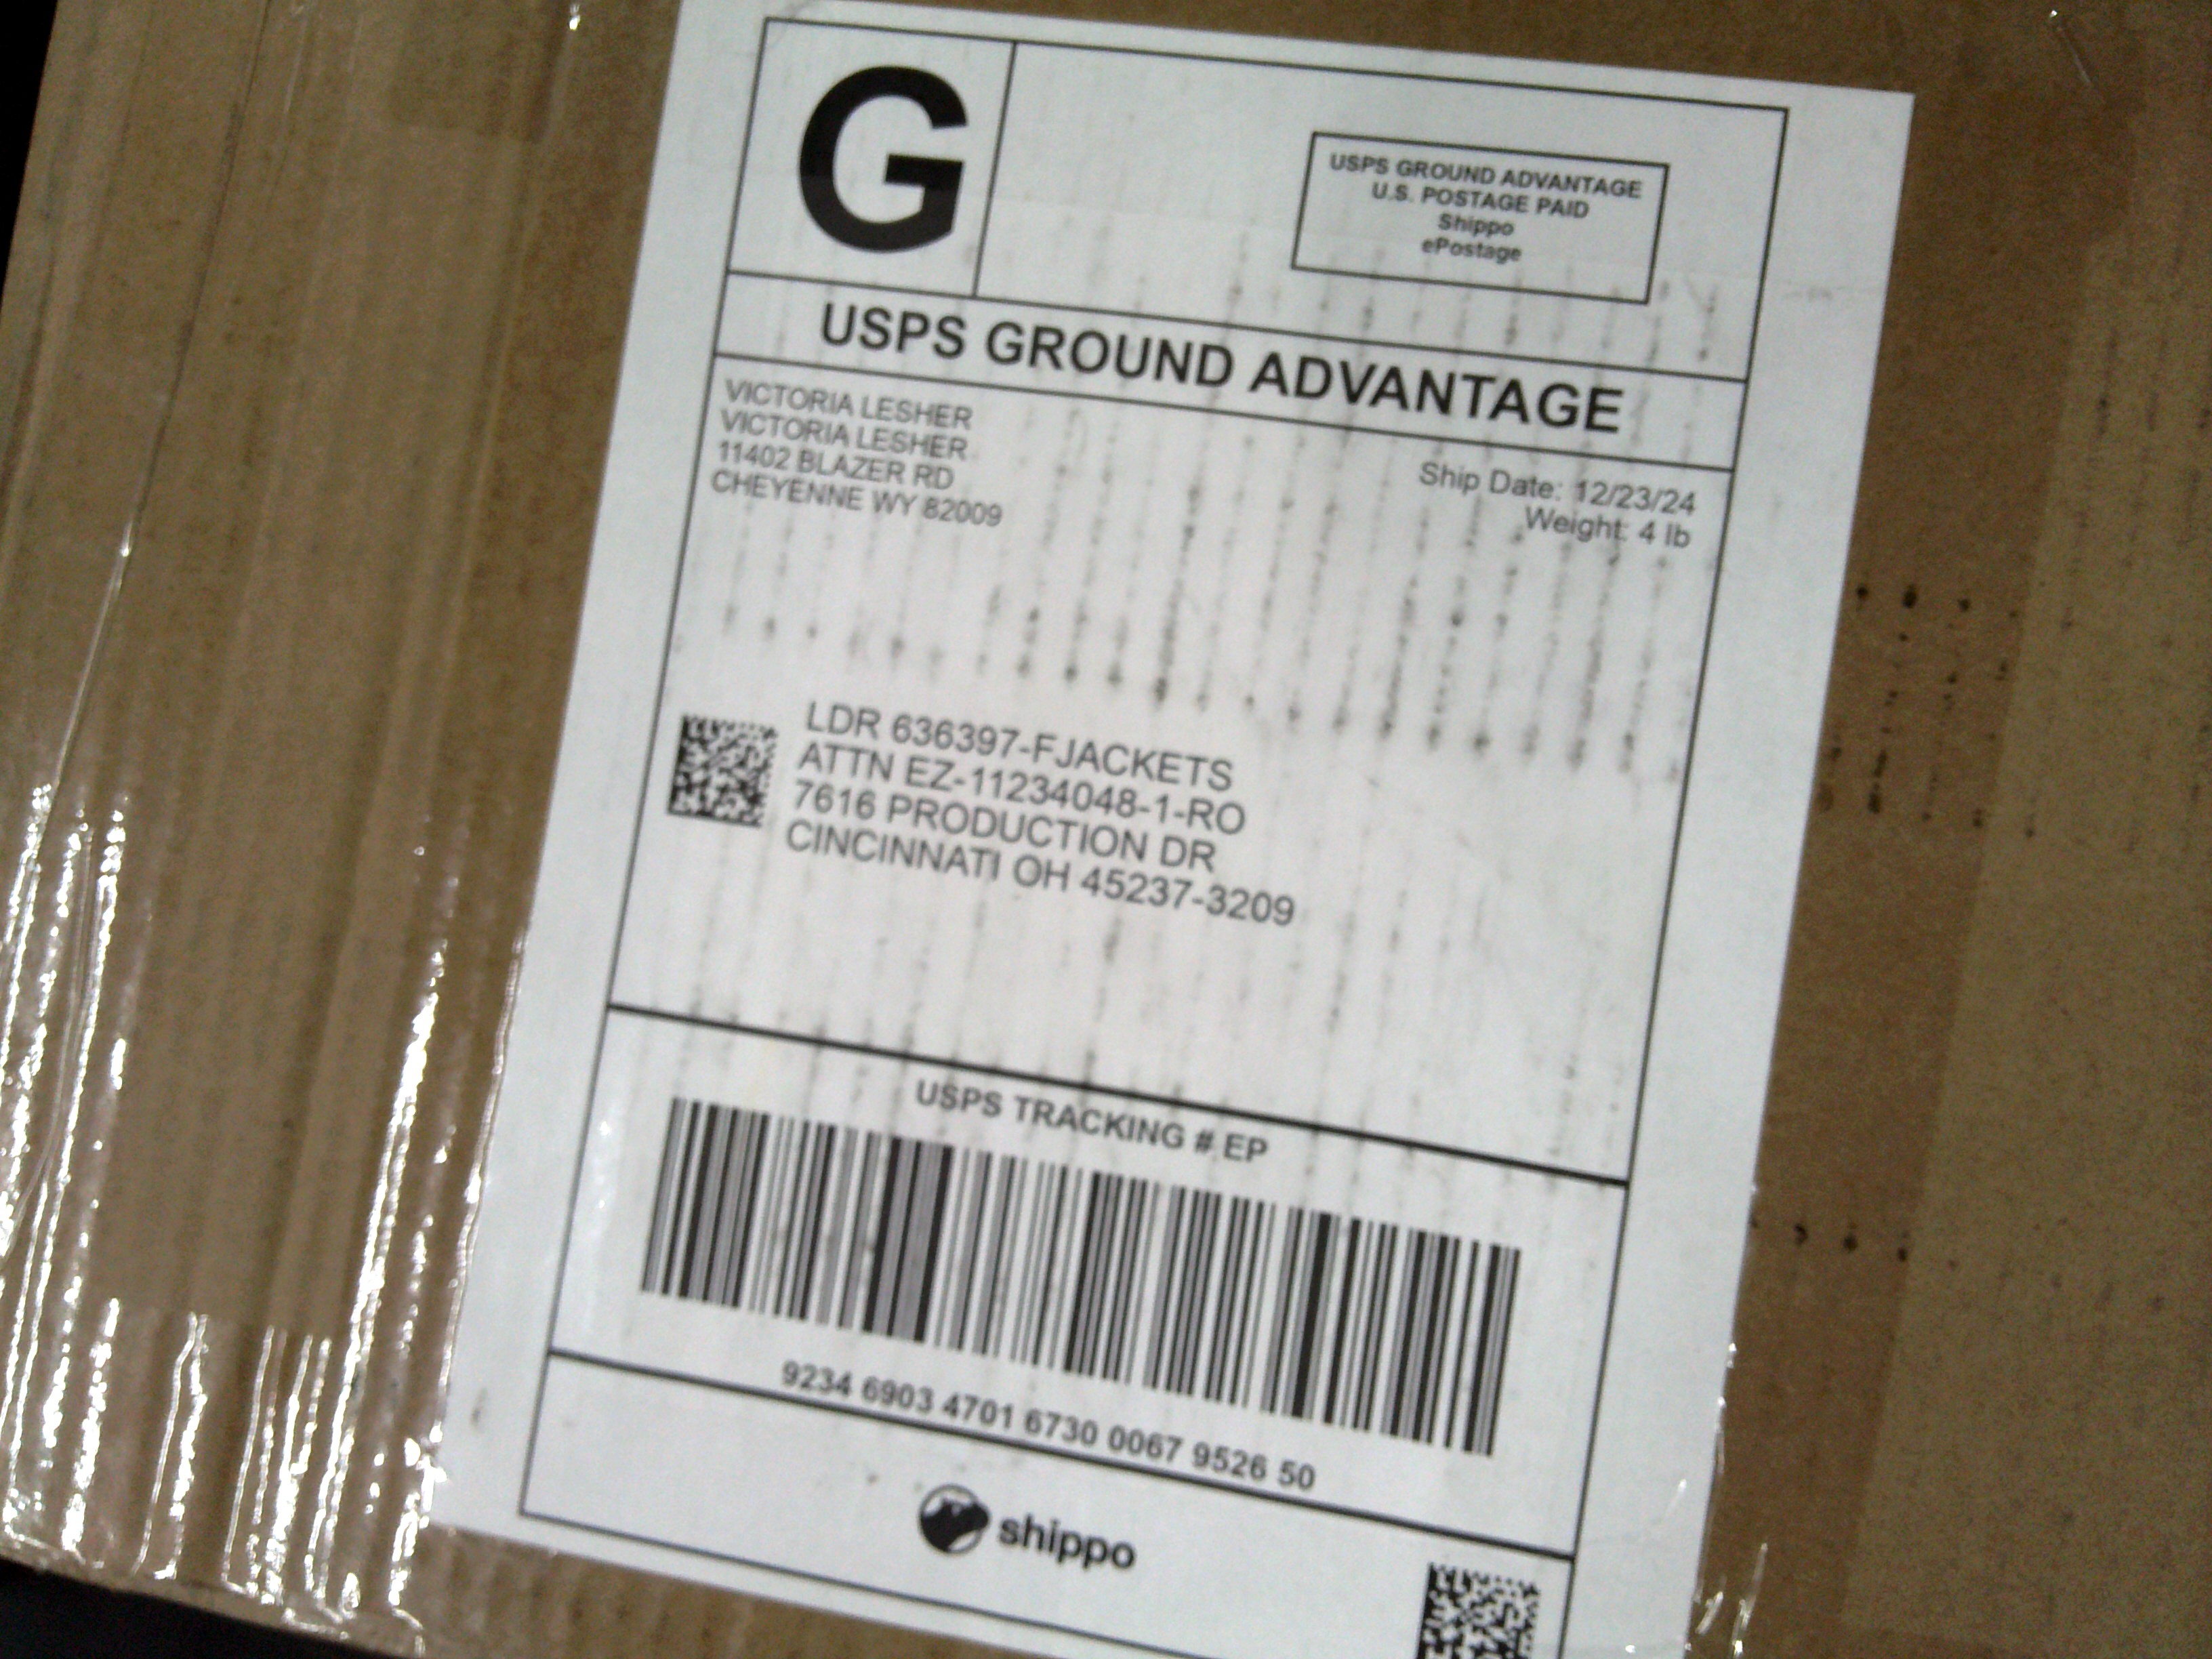 G
USPS GROUND ADVANTAGE
U.S. POSTAGE PAID
Shippo
ePostage
USPS GROUND ADVANTAGE
VICTORIA LESHER
VICTORIA LESHER
11402 BLAZER RD
CHEYENNE WY 82009
Ship Date: 12/23/24
Weight: 4 lb
LDR 636397-FJACKETS
ATTN EZ-11234048-1-RO
7616 PRODUCTION DR
CINCINNATI OH 45237-3209
USPS TRACKING # EP
9234 6903 4701 6730 0067 9526 50
shippo